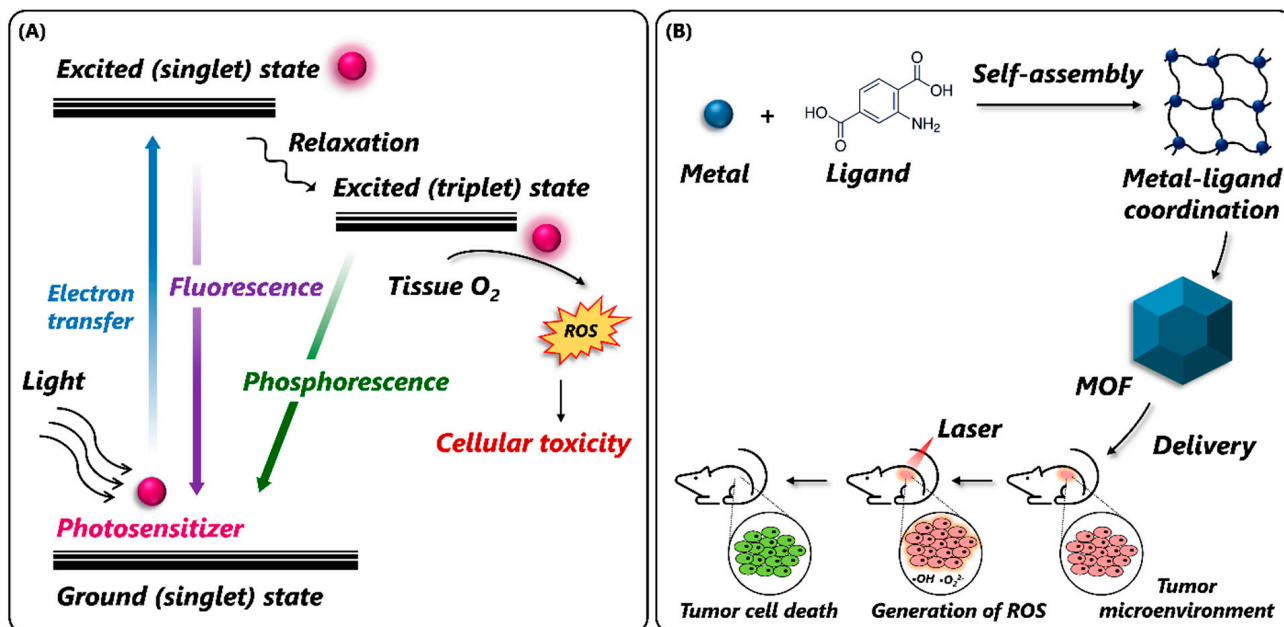 (A)
Excited (singlet) state
Relaxation
Excited (triplet) state
Electron
transfer
Fluorescence
Tissue O₂
ROS
Light
Phosphorescence
Cellular toxicity
Photosensitizer
Ground (singlet) state
(B)
Metal
+
O
OH
HO
O
NH₂
Ligand
Self-assembly
Metal-ligand
coordination
MOF
Delivery
Laser
•OH •O₂²⁻
Tumor cell death
Generation of ROS
Tumor
microenvironment